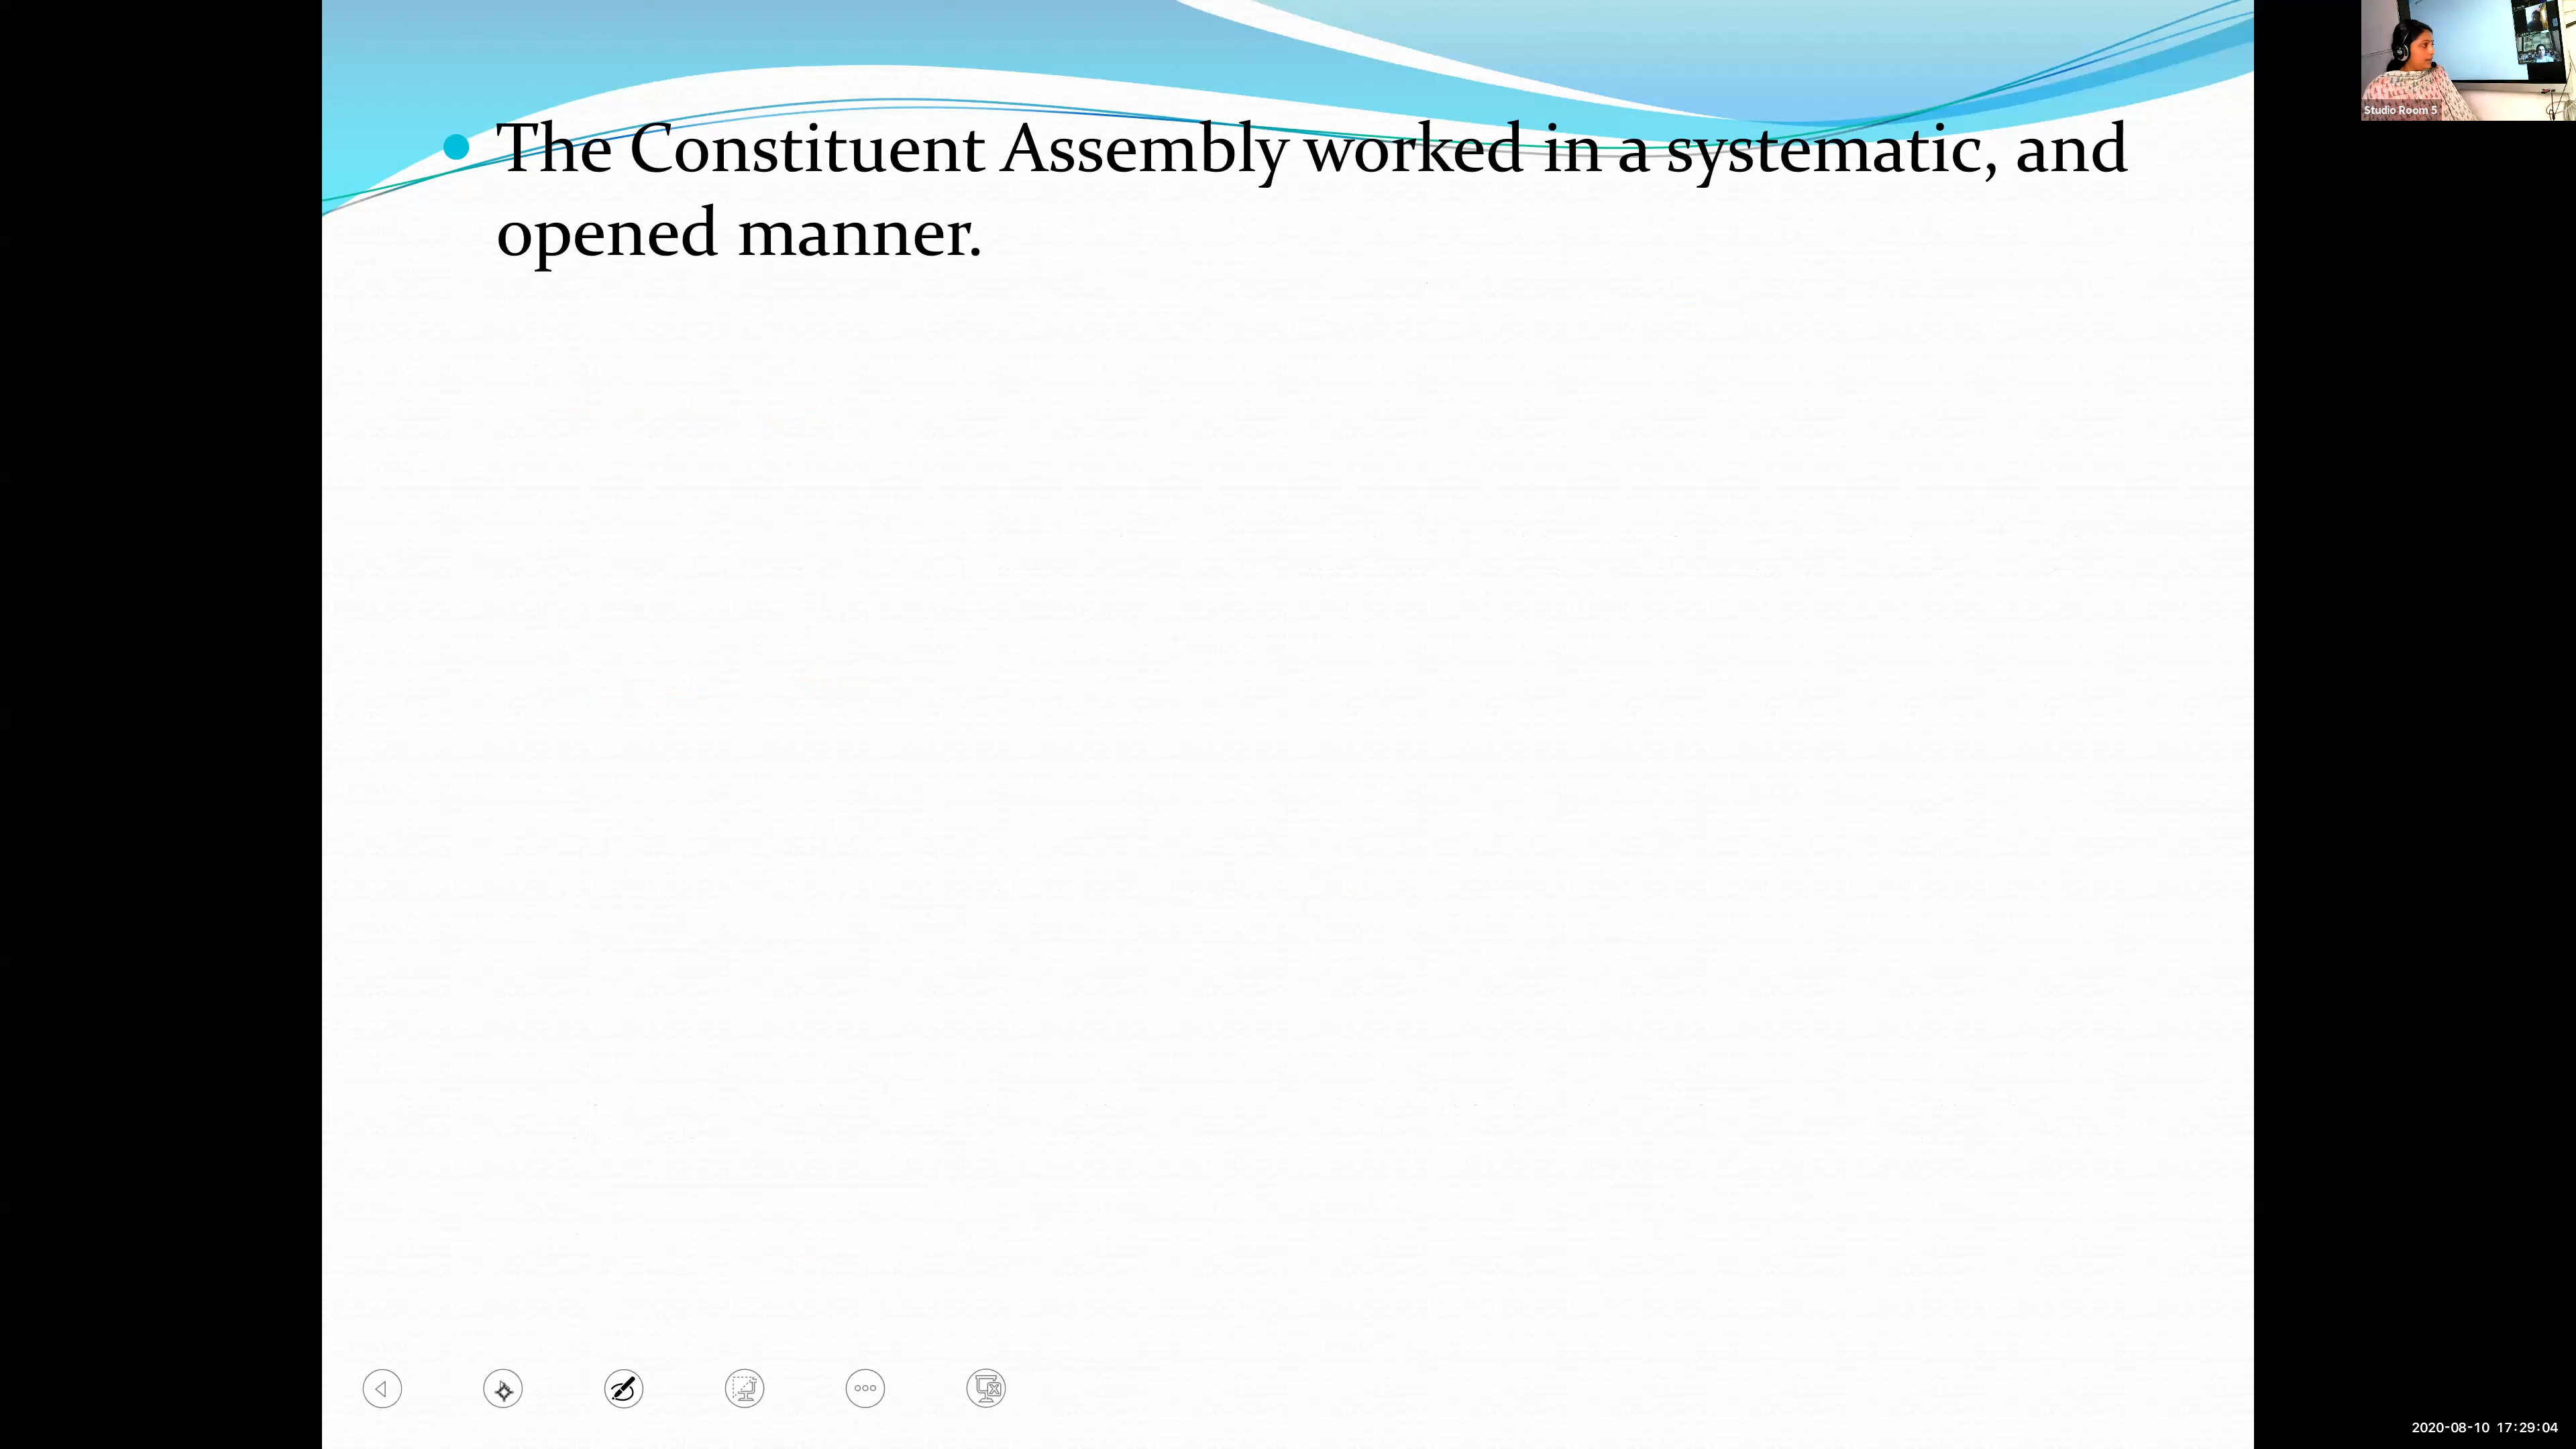 The Constituent Assembly worked in a systematic, and
opened manner.
Studio Room 5
2020-08-10 17:29:04